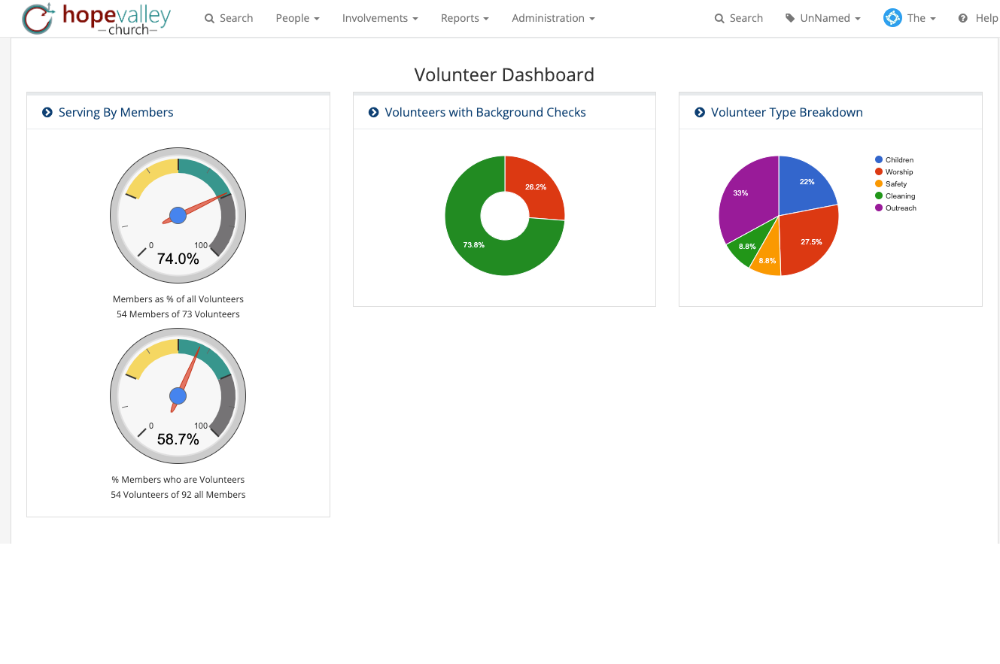 hopevalley
church
Search People Involvements Reports Administration Search UnNamed The Help
Volunteer Dashboard
Serving By Members
0 100
74.0%
Members as % of all Volunteers
54 Members of 73 Volunteers
0 100
58.7%
% Members who are Volunteers
54 Volunteers of 92 all Members
Volunteers with Background Checks
26.2%
73.8%
Volunteer Type Breakdown
22%
33%
27.5%
8.8%
8.8%
Children
Worship
Safety
Cleaning
Outreach